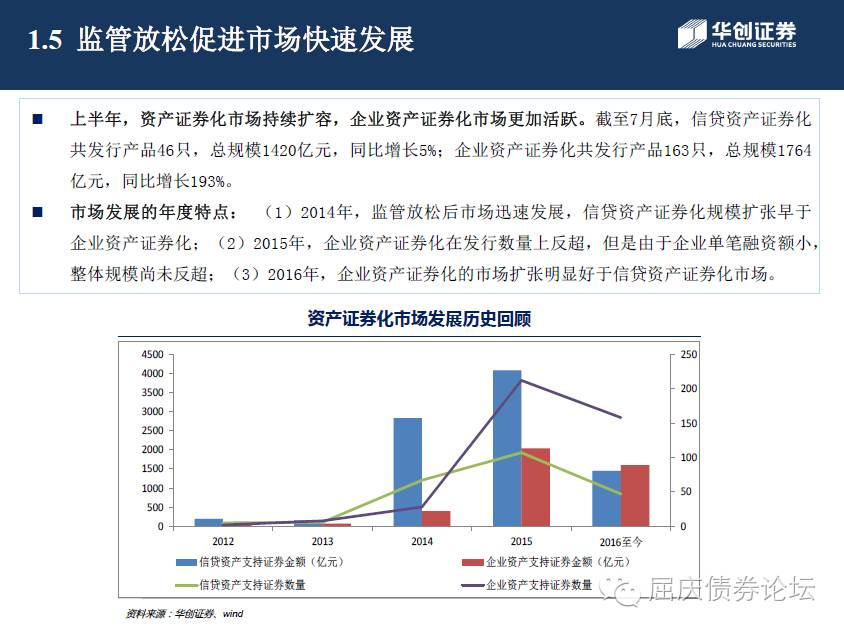 1.5 监管放松促进市场快速发展
华创证券
HUA CHUANG SECURITIES
■ 上半年，资产证券化市场持续扩容，企业资产证券化市场更加活跃。截至7月底，信贷资产证券化
共发行产品46只，总规模1420亿元，同比增长5%；企业资产证券化共发行产品163只，总规模1764
亿元，同比增长193%。
■ 市场发展的年度特点：（1）2014年，监管放松后市场迅速发展，信贷资产证券化规模扩张早于
企业资产证券化；（2）2015年，企业资产证券化在发行数量上反超，但是由于企业单笔融资额小，
整体规模尚未反超；（3）2016年，企业资产证券化的市场扩张明显好于信贷资产证券化市场。
资产证券化市场发展历史回顾
4500 250
4000
3500 200
3000
2500 150
2000
1500 100
1000 50
500
0 0
2012 2013 2014 2015 2016至今
信贷资产支持证券金额（亿元） 企业资产支持证券金额（亿元）
信贷资产支持证券数量 企业资产支持证券数量
屈庆债券论坛
资料来源：华创证券、wind